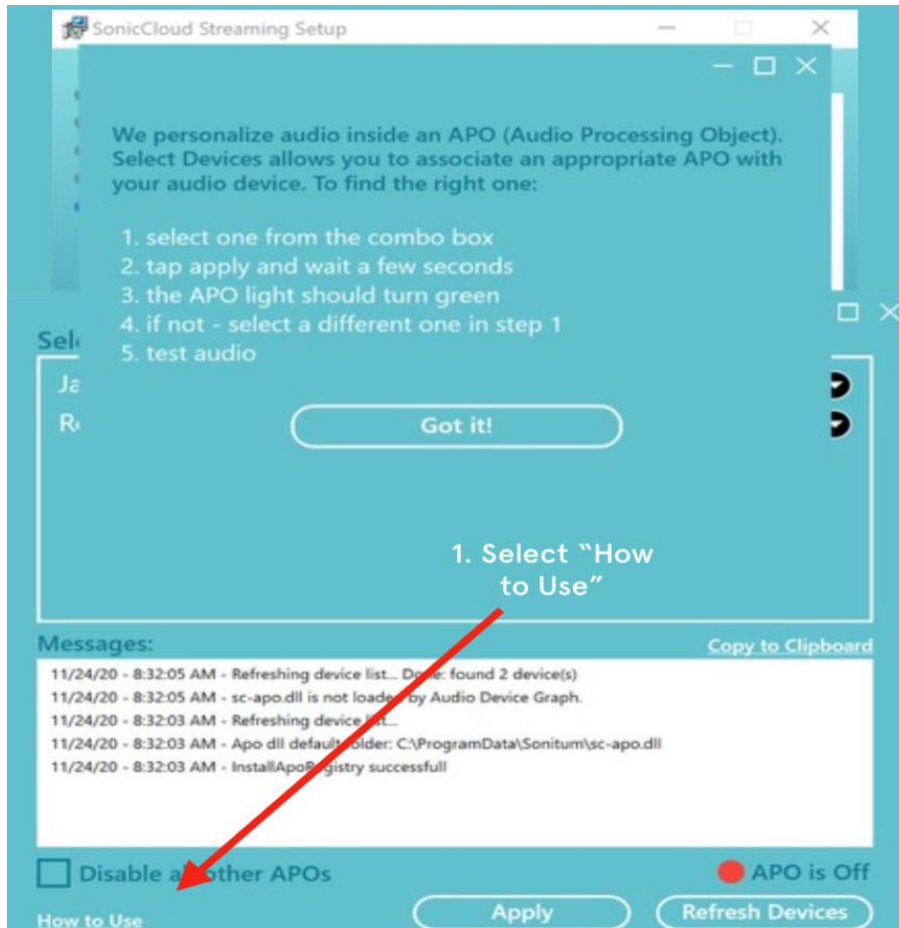 SonicCloud Streaming Setup
We personalize audio inside an APO (Audio Processing Object).
Select Devices allows you to associate an appropriate APO with
your audio device. To find the right one:
1. select one from the combo box
2. tap apply and wait a few seconds
3. the APO light should turn green
4. if not - select a different one in step 1
5. test audio
Sel
Ja
R
Got it!
1. Select “How
to Use”
Messages:
Copy to Clipboard
11/24/20 - 8:32:05 AM - Refreshing device list... Done: found 2 device(s)
11/24/20 - 8:32:05 AM - sc-apo.dll is not loaded by Audio Device Graph.
11/24/20 - 8:32:03 AM - Refreshing device list...
11/24/20 - 8:32:03 AM - Apo dll default folder: C:\ProgramData\Sonitum\sc-apo.dll
11/24/20 - 8:32:03 AM - InstallApoRegistry successfull
Disable all other APOs
APO is Off
How to Use
Apply
Refresh Devices